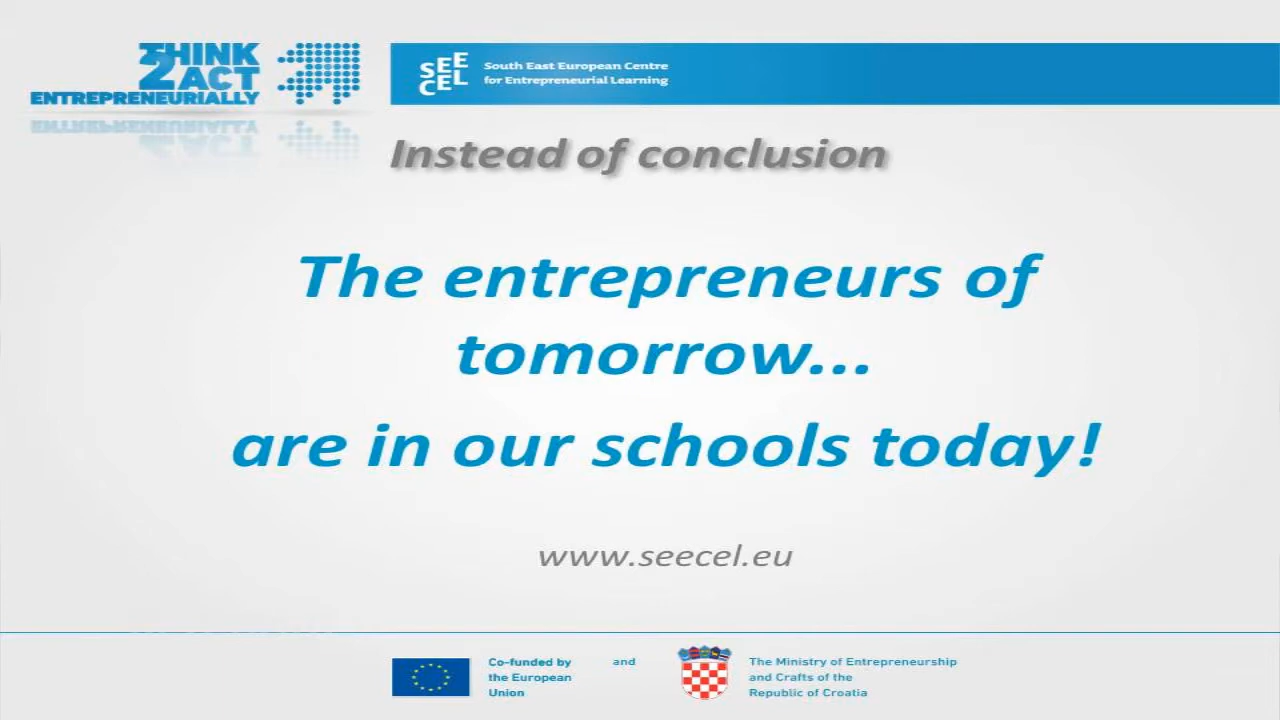 THINK
2 ACT
ENTREPRENEURIALLY
SEE
CEL
South East European Centre
for Entrepreneurial Learning
Instead of conclusion
The entrepreneurs of
tomorrow...
are in our schools today!
www.seecel.eu
Co-funded by
the European
Union
and
The Ministry of Entrepreneurship
and Crafts of the
Republic of Croatia